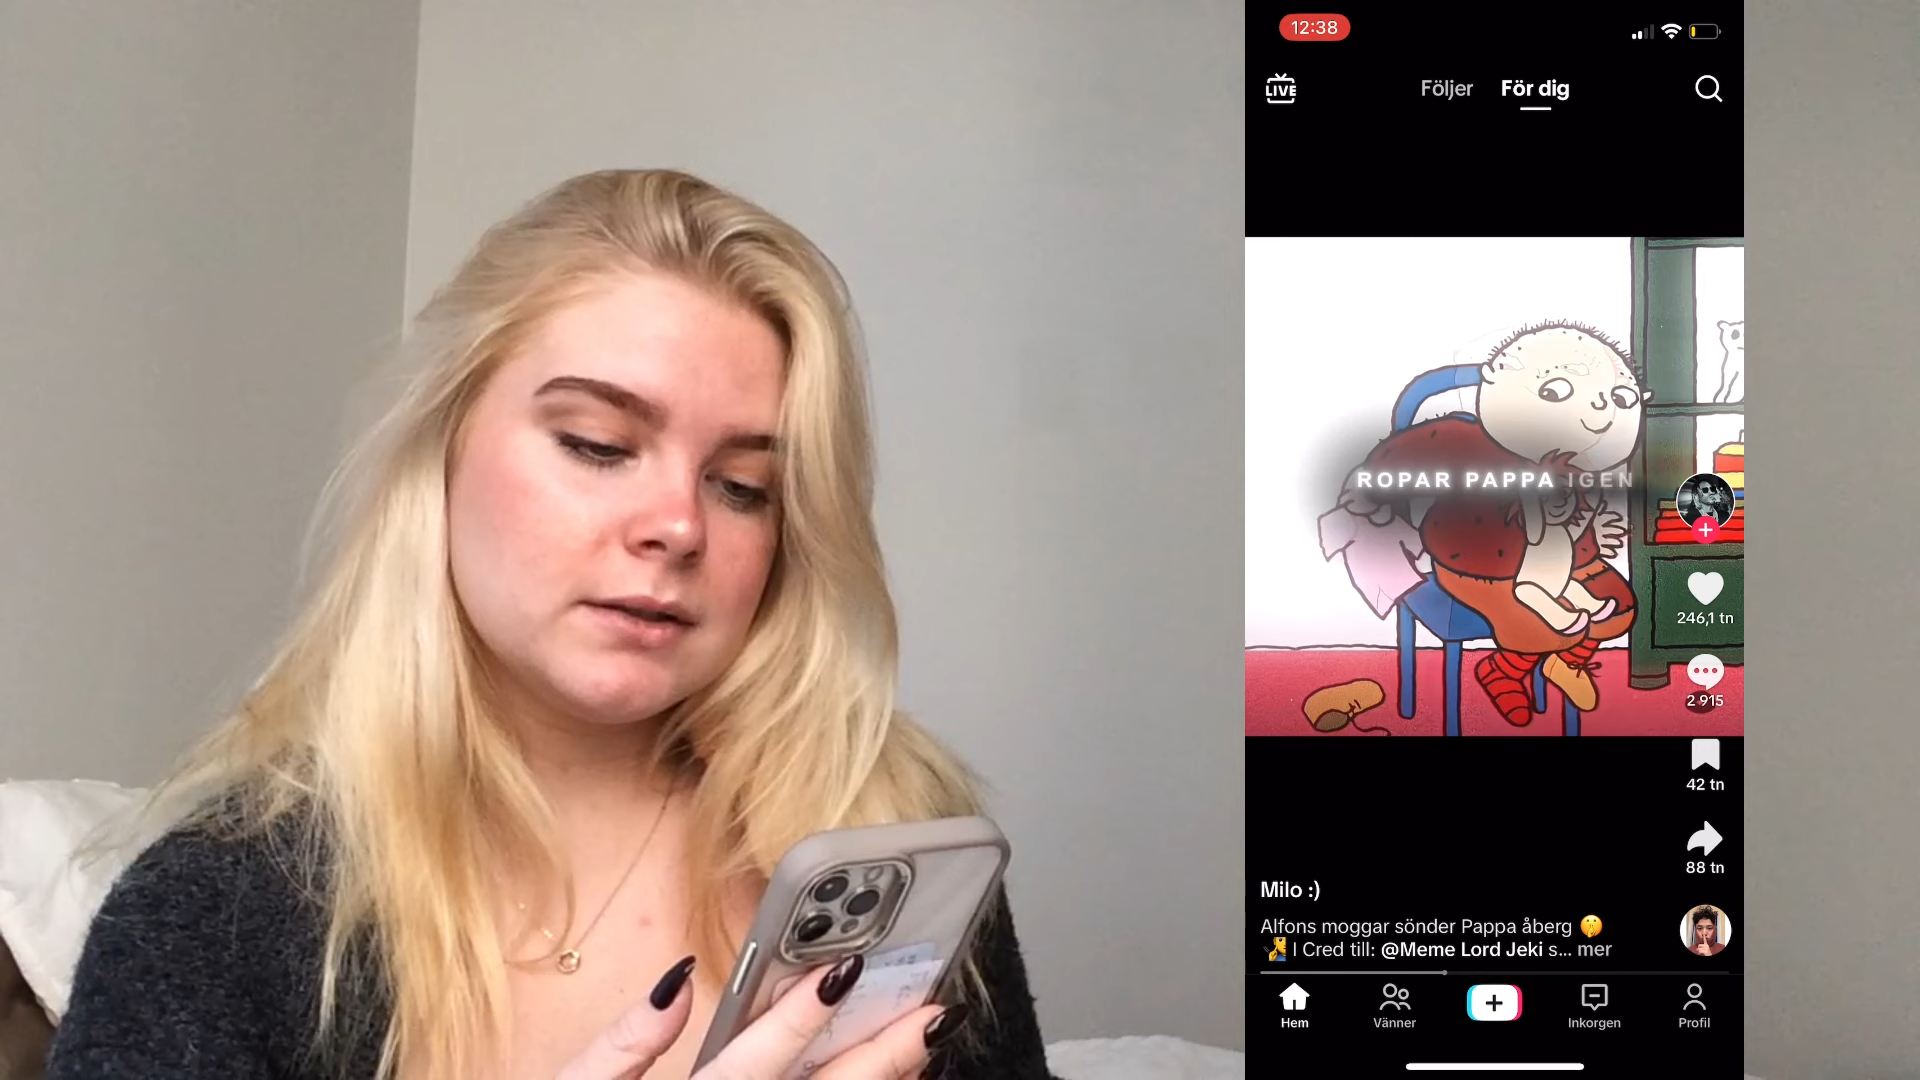 12:38
LIVE
Följer För dig
ROPAR PAPPA IGEN
246,1 tn
2 915
42 tn
88 tn
Milo :)
Alfons moggar sönder Pappa åberg 🤫
🧏‍♂️ I Cred till: @Meme Lord Jeki s... mer
Hem Vänner Inkorgen Profil